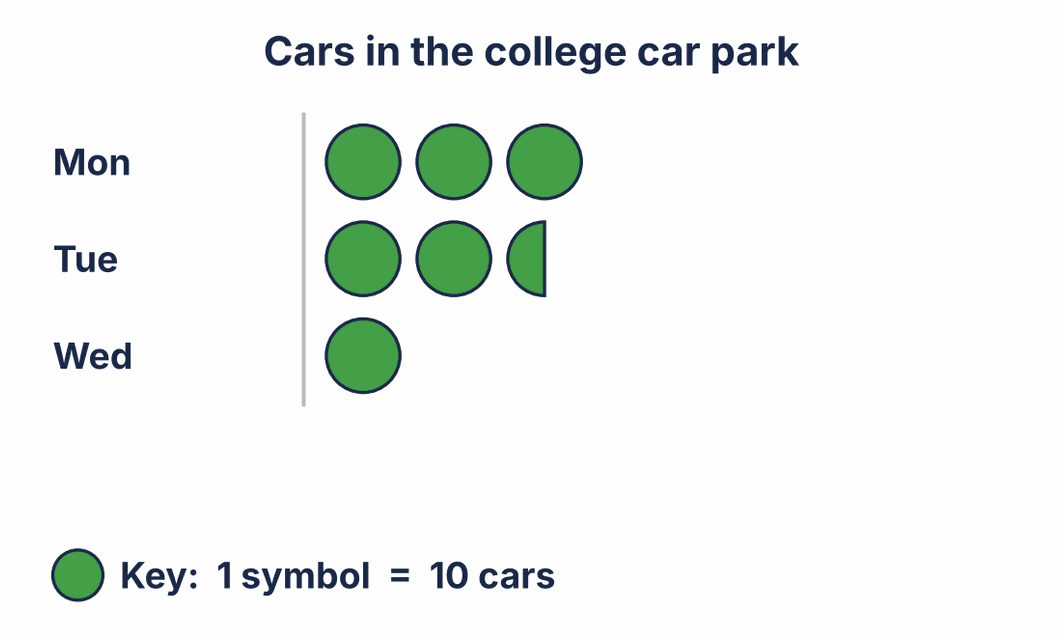 Cars in the college car park
Mon
Tue
Wed
Key: 1 symbol = 10 cars